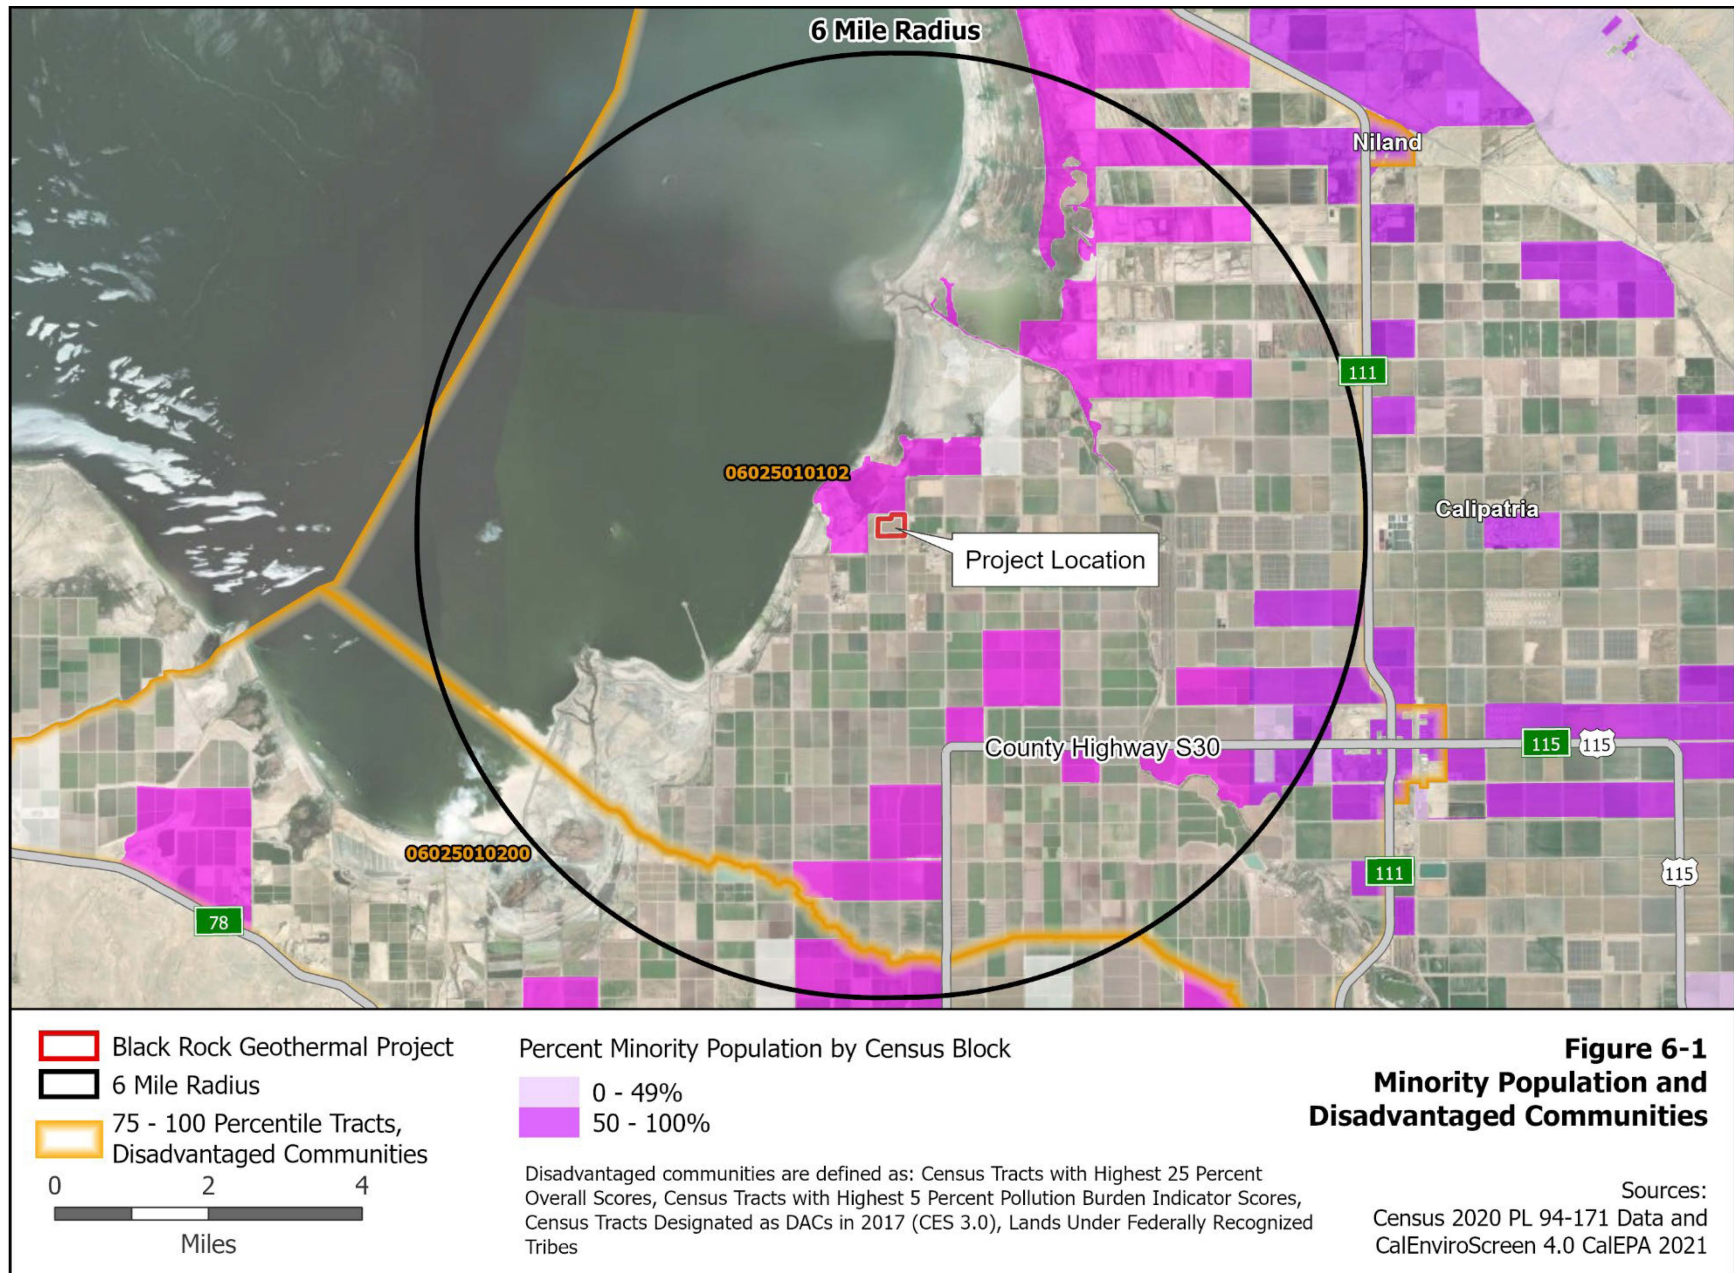 6 Mile Radius
Niland
111
06025010102
Calipatria
Project Location
County Highway S30
115
115
06025010200
111
115
78
Black Rock Geothermal Project
6 Mile Radius
75 - 100 Percentile Tracts,
Disadvantaged Communities
0
2
4
Miles
Percent Minority Population by Census Block
0 - 49%
50 - 100%
Disadvantaged communities are defined as: Census Tracts with Highest 25 Percent
Overall Scores, Census Tracts with Highest 5 Percent Pollution Burden Indicator Scores,
Census Tracts Designated as DACs in 2017 (CES 3.0), Lands Under Federally Recognized
Tribes
Figure 6-1
Minority Population and
Disadvantaged Communities
Sources:
Census 2020 PL 94-171 Data and
CalEnviroScreen 4.0 CalEPA 2021